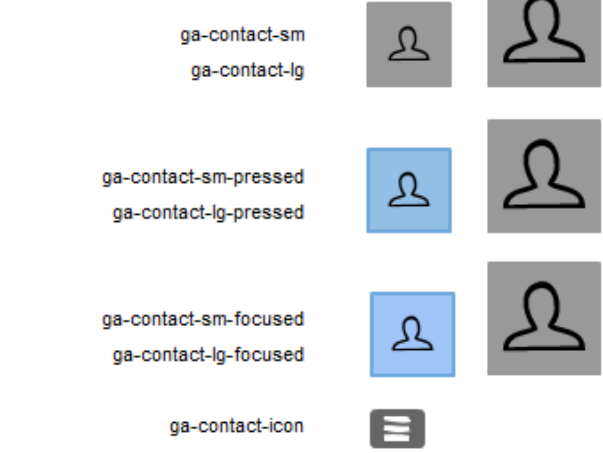 ga-contact-sm
ga-contact-lg
ga-contact-sm-pressed
ga-contact-lg-pressed
ga-contact-sm-focused
ga-contact-lg-focused
ga-contact-icon